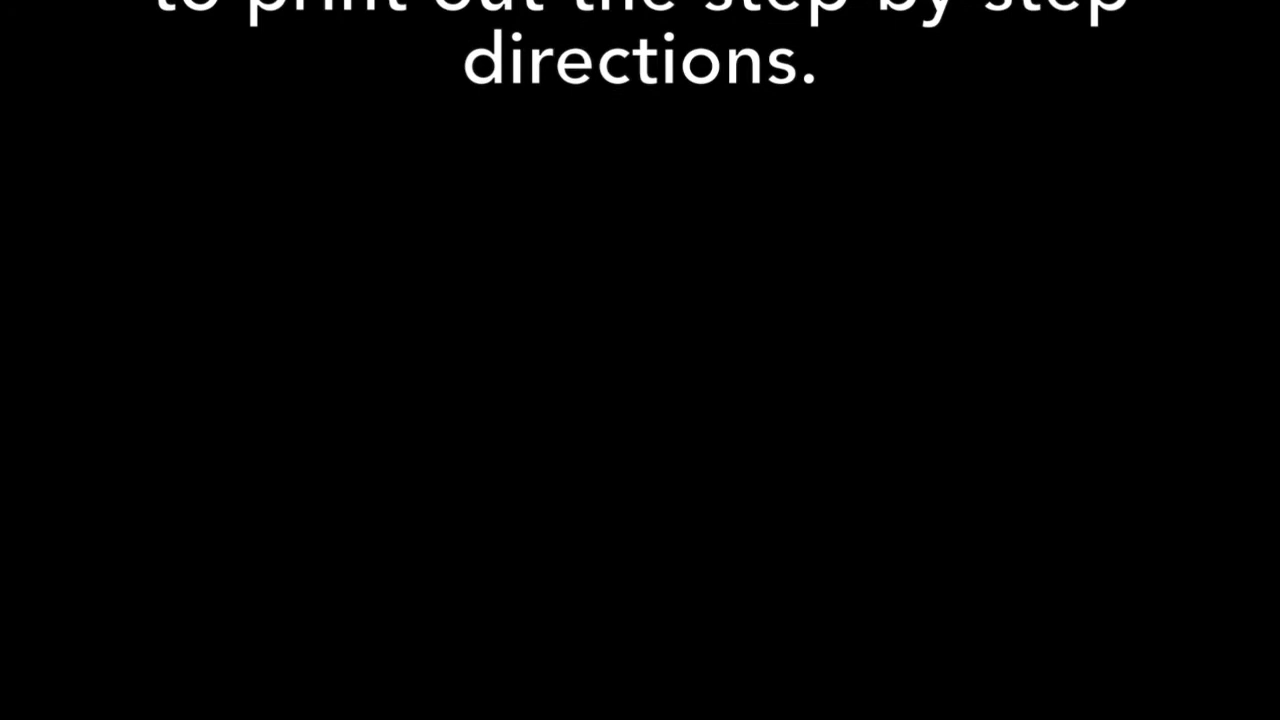 to print out the step by step
directions.